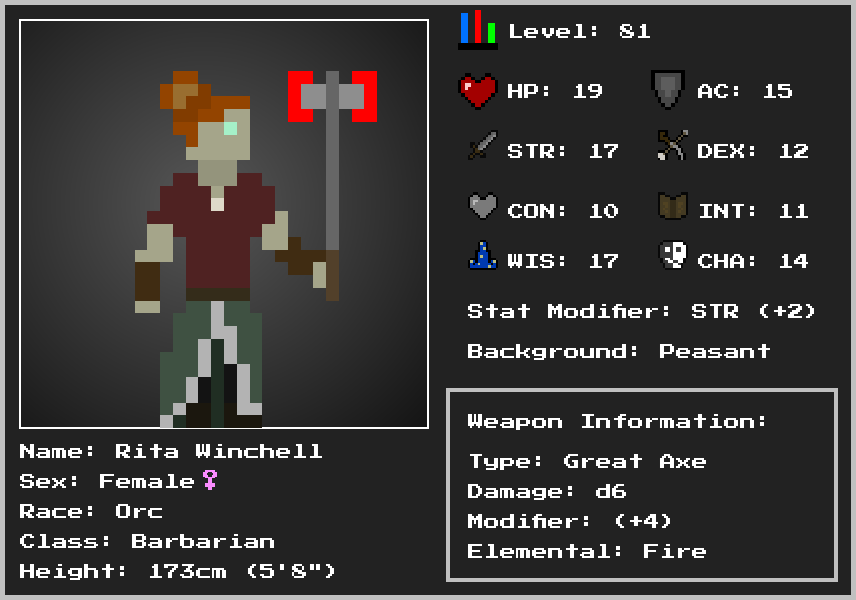 Level: 81
HP: 19
AC: 15
STR: 17
DEX: 12
CON: 10
INT: 11
WIS: 17
CHA: 14
Stat Modifier: STR (+2)
Background: Peasant
Weapon Information:
Type: Great Axe
Damage: d6
Modifier: (+4)
Elemental: Fire
Name: Rita Winchell
Sex: Female♀
Race: Orc
Class: Barbarian
Height: 173cm (5'8")